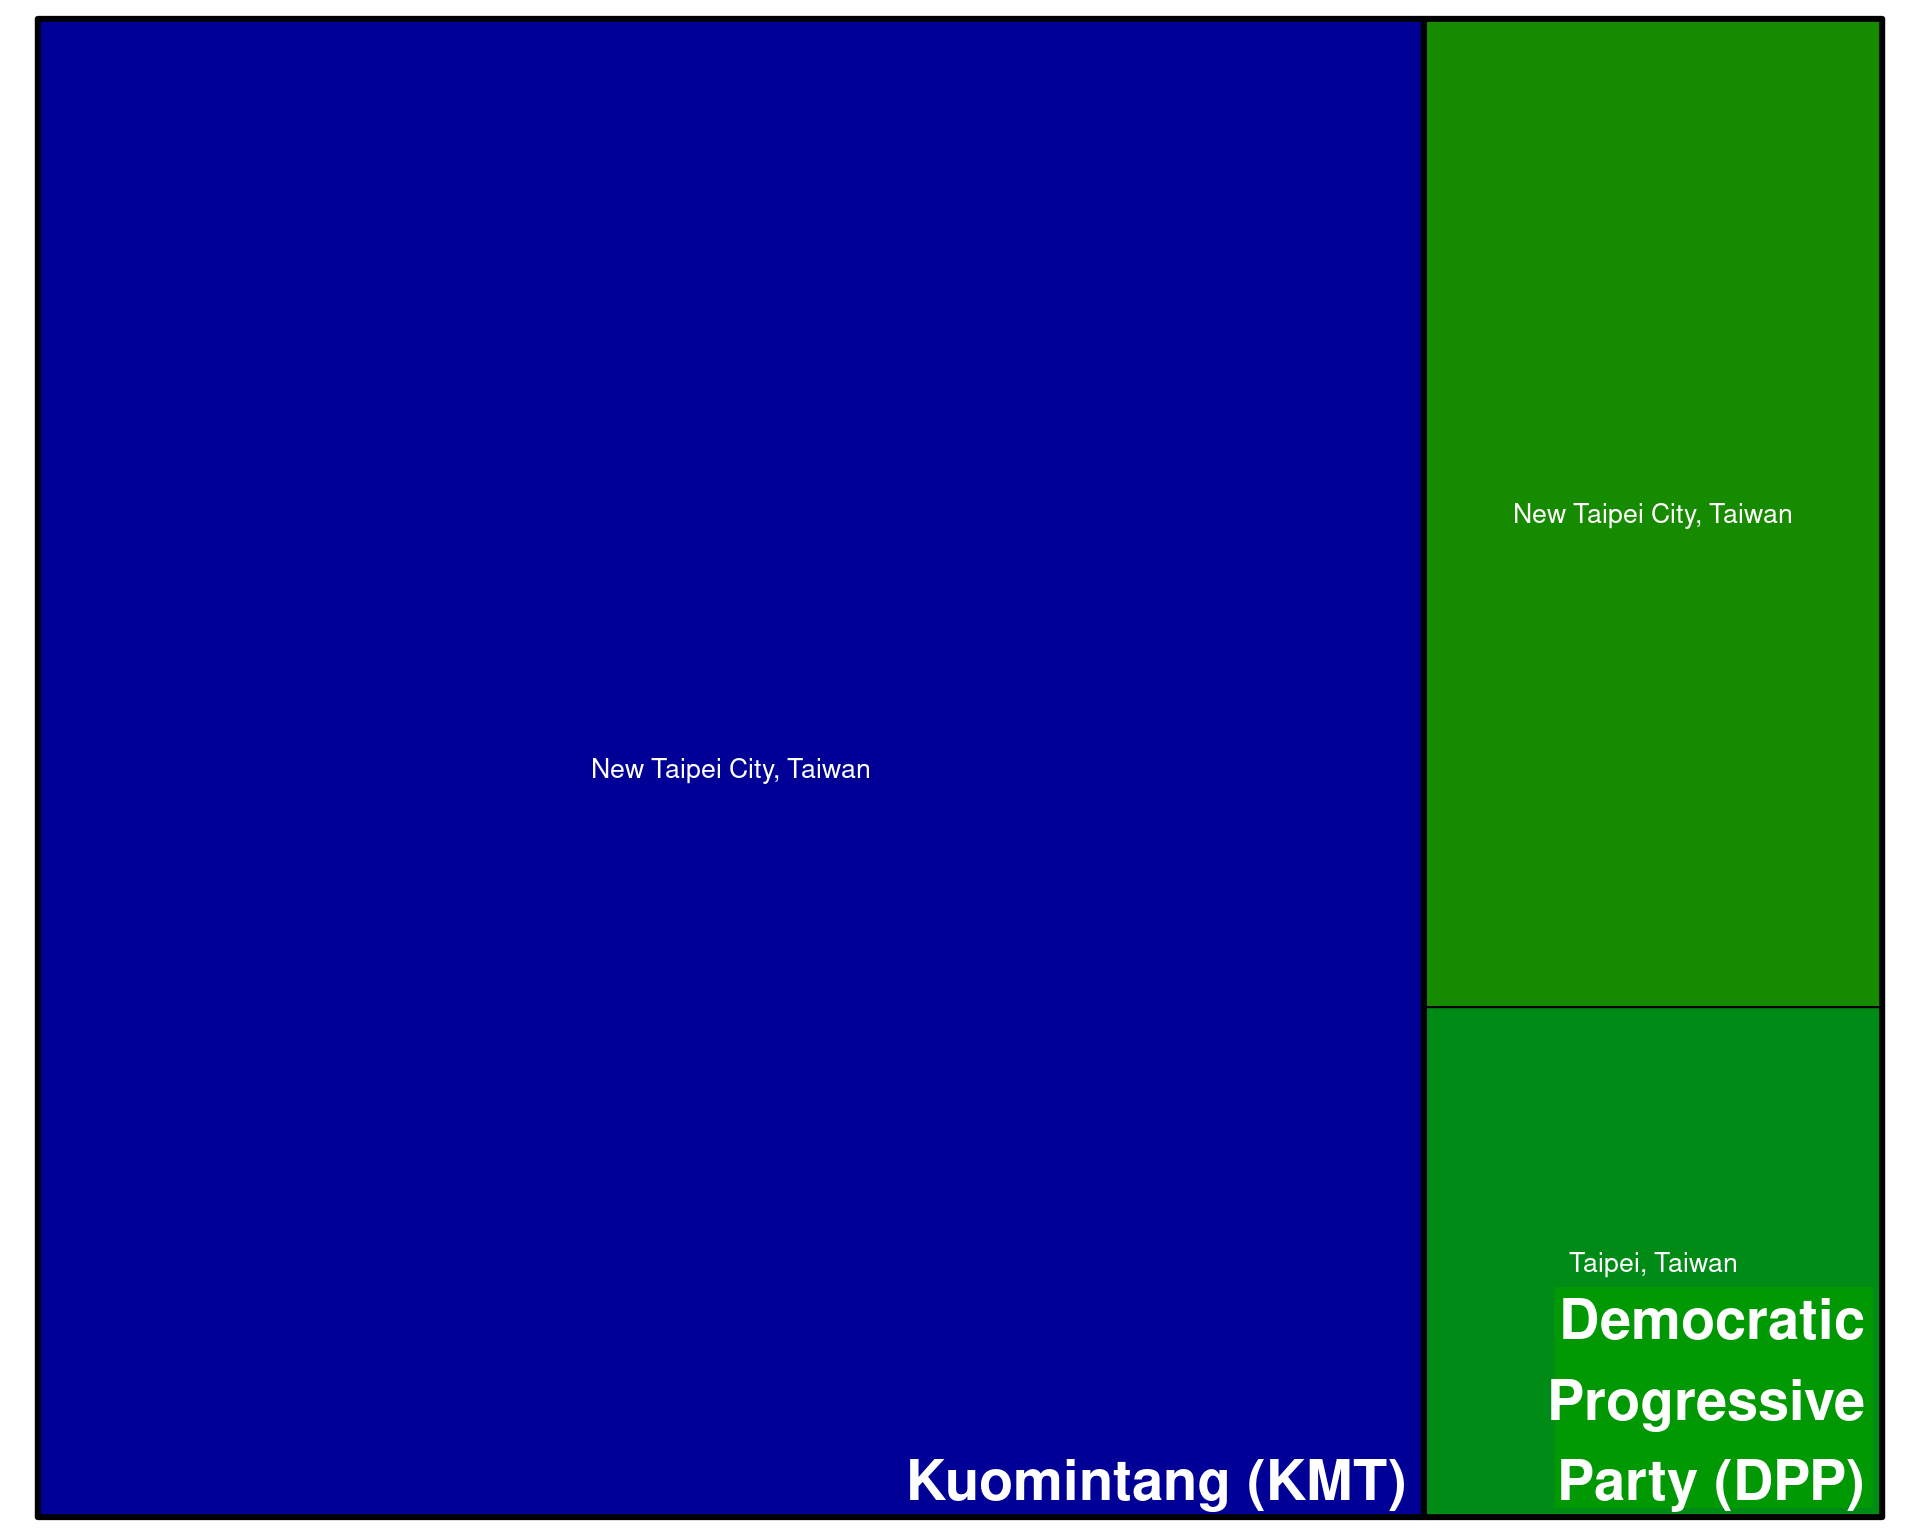 New Taipei City, Taiwan
Kuomintang (KMT)
New Taipei City, Taiwan
Taipei, Taiwan
Democratic
Progressive
Party (DPP)